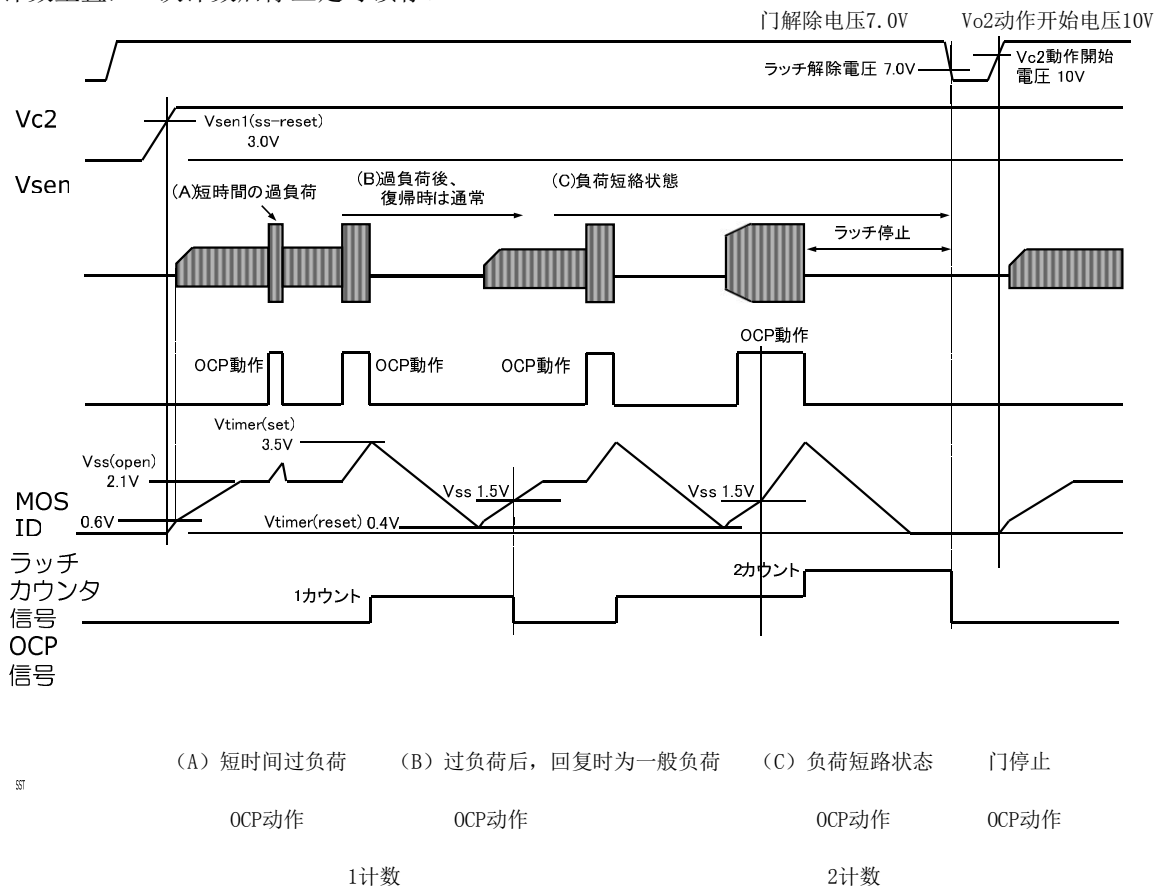 门解除电压7.0V Vo2动作开始电压10V
ラッチ解除電圧 7.0V
Vc2動作開始
電圧 10V
Vc2
Vsen1(ss-reset)
3.0V
Vsen
(A)短時間の過負荷
(B)過負荷後、
復帰時は通常
(C)負荷短絡状態
ラッチ停止
OCP動作
OCP動作
OCP動作
OCP動作
Vtimer(set)
3.5V
Vss(open)
2.1V
Vss 1.5V
Vss 1.5V
MOS
ID
0.6V
Vtimer(reset) 0.4V
ラッチ
カウンタ
信号
1カウント
2カウント
OCP
信号
(A)短时间过负荷 (B)过负荷后,回复时为一般负荷 (C)负荷短路状态 门停止
SST
OCP动作 OCP动作 OCP动作 OCP动作
1计数 2计数